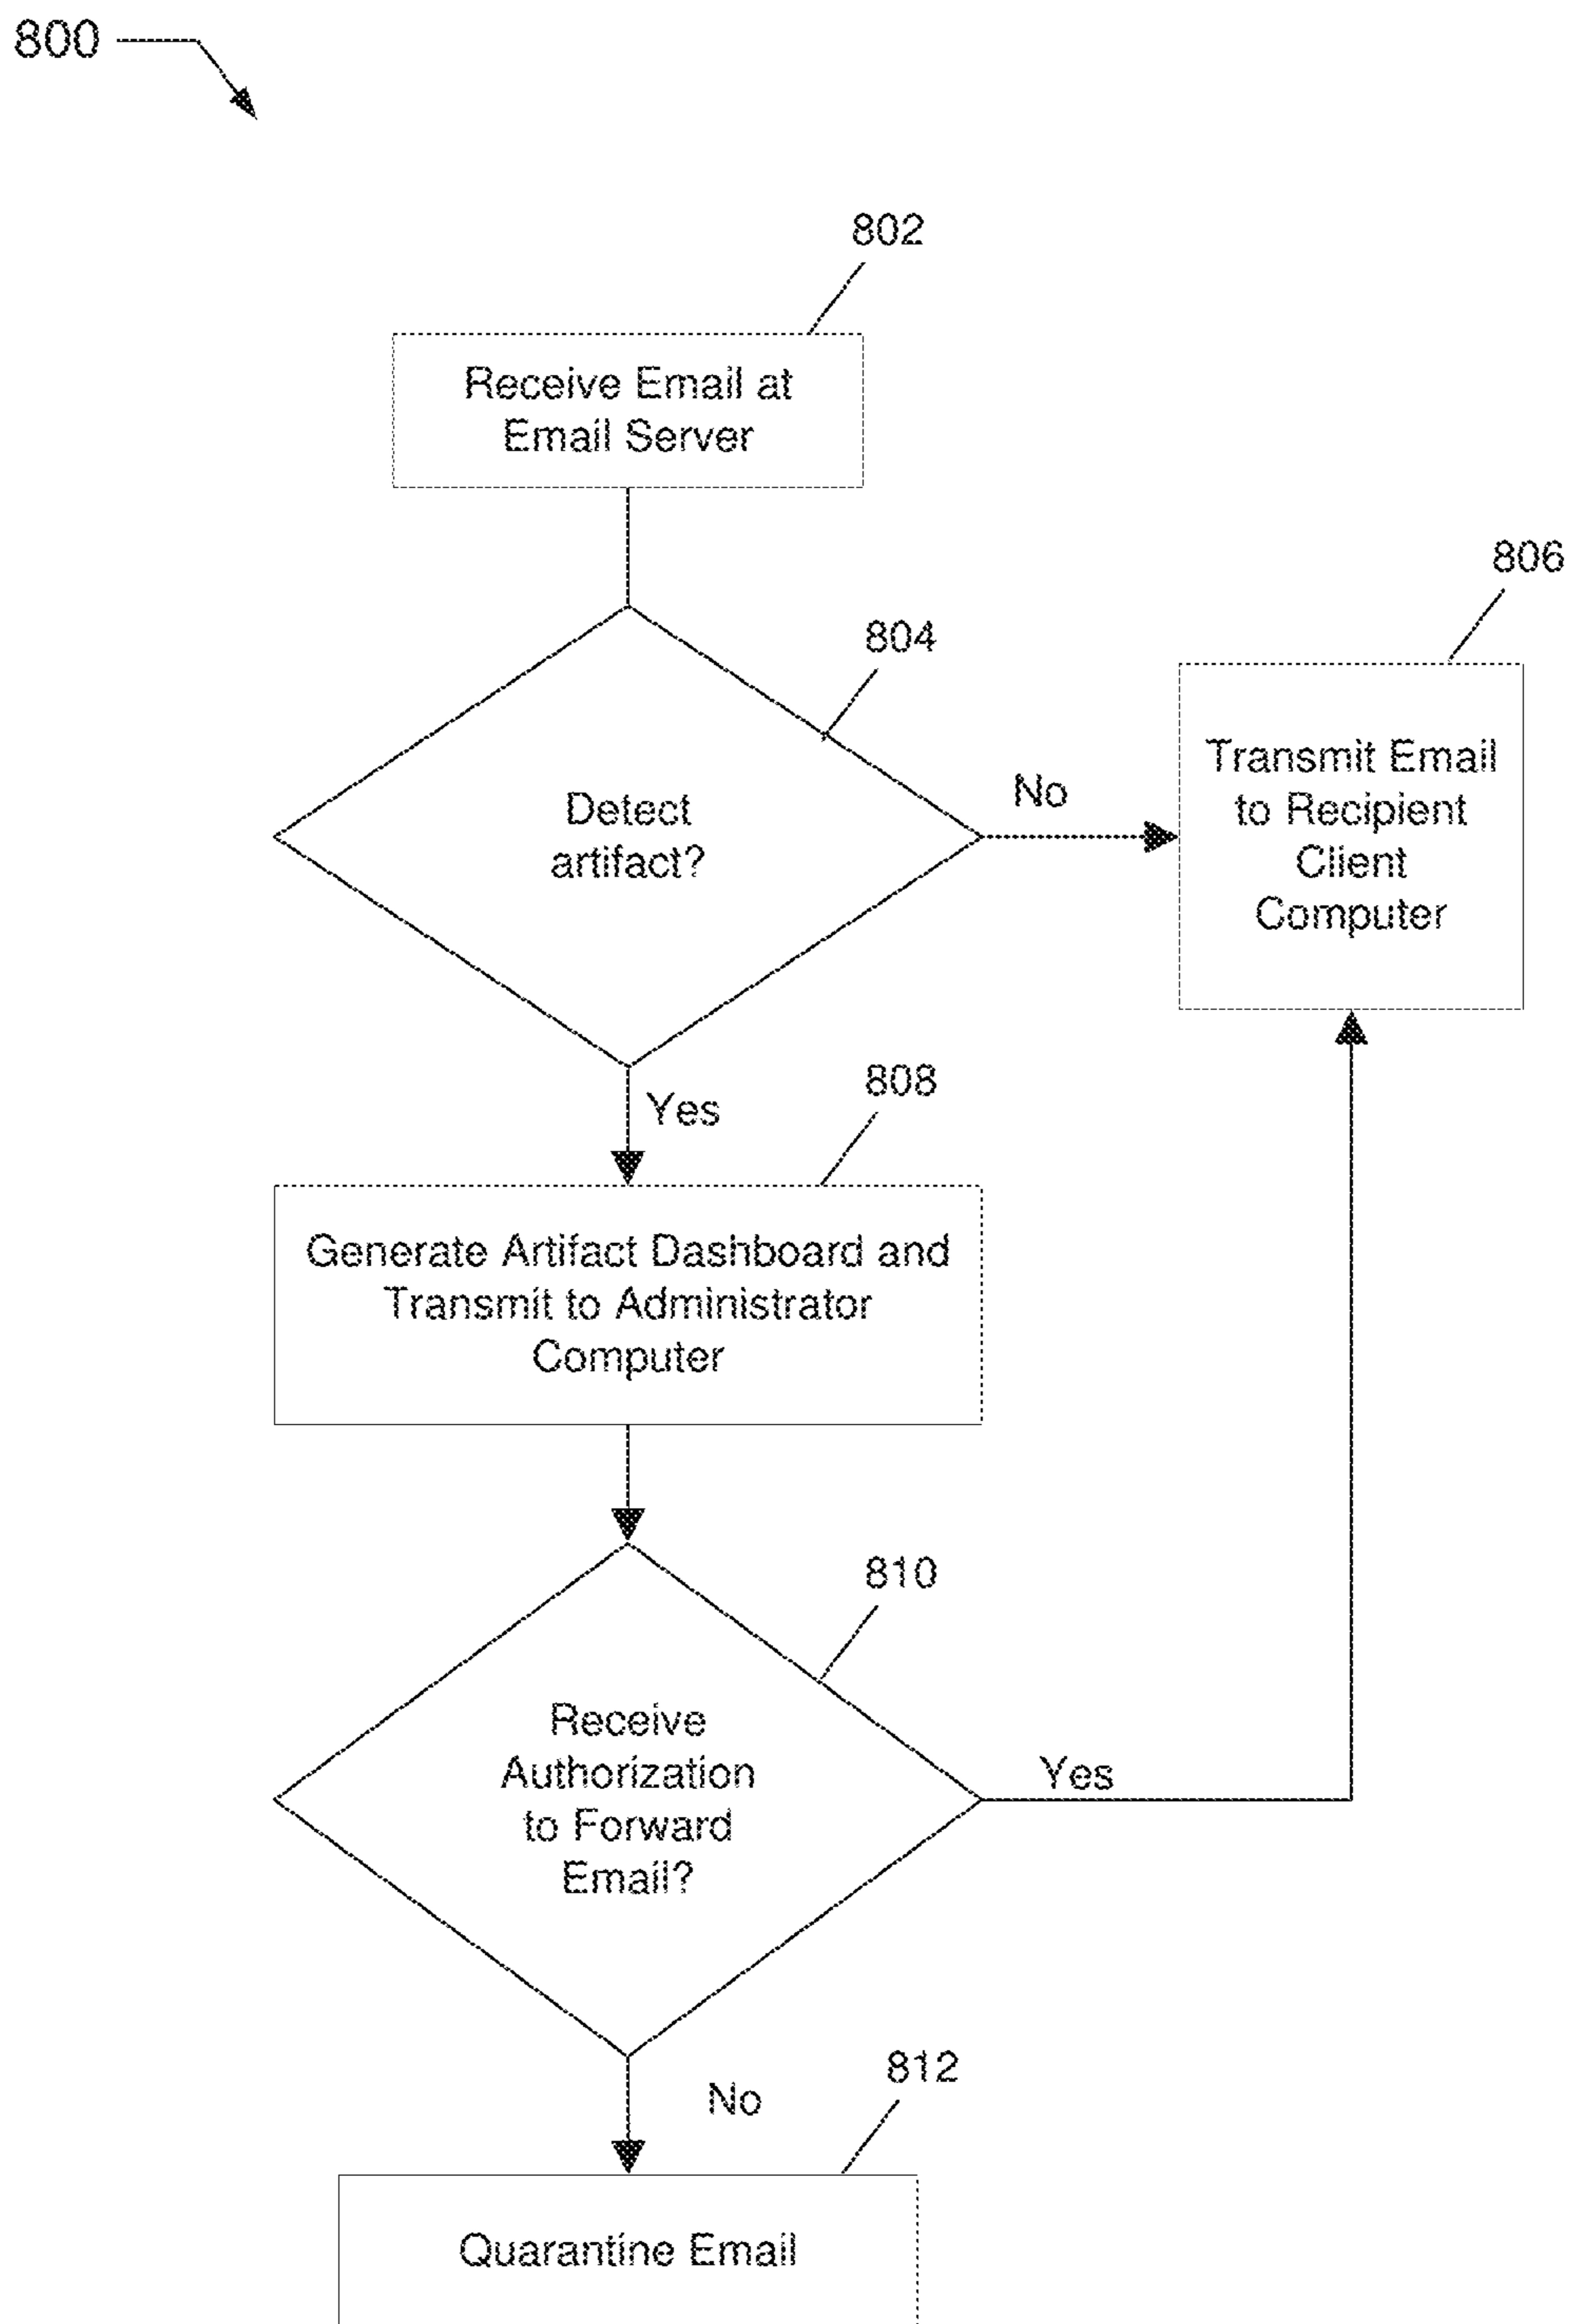 800
802
Receive Email at
Email Server
806
804
Transmit Email
to Recipient
Client
Computer
No
Detect
artifact?
808
Yes
Generate Artifact Dashboard and
Transmit to Administrator
Computer
810
Receive
Authorization
to Forward
Email?
Yes
812
No
Quarantine Email